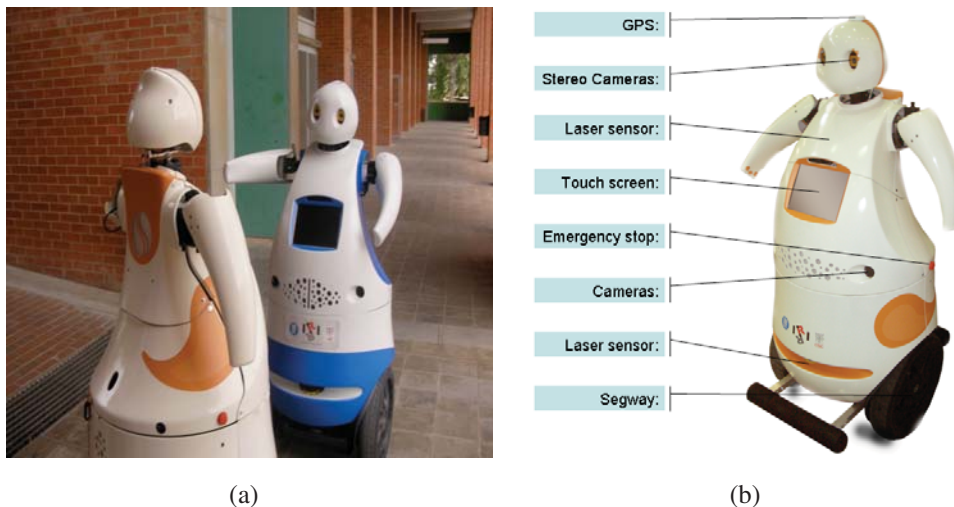 GPS:
Stereo Cameras:
Laser sensor:
Touch screen:
Emergency stop:
Cameras:
Laser sensor:
Segway:
(a)
(b)